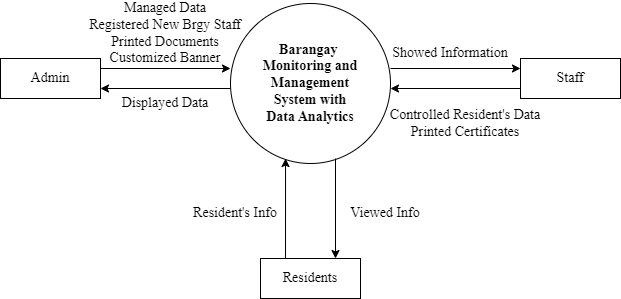 Managed Data
Registered New Brgy Staff
Printed Documents
Customized Banner
Admin
Displayed Data
Barangay
Monitoring and
Management
System with
Data Analytics
Showed Information
Staff
Controlled Resident's Data
Printed Certificates
Resident's Info
Viewed Info
Residents